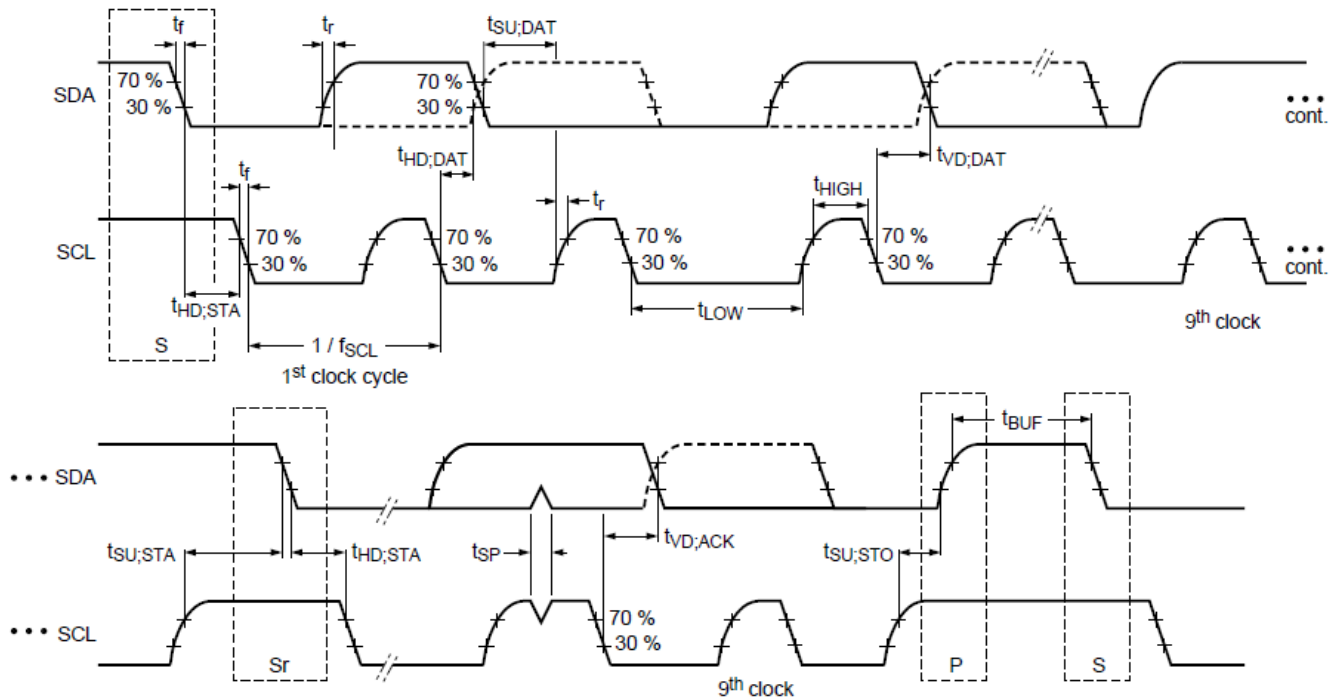 tf tr tSU;DAT
70 % 70 %
SDA
30 % 30 %
••• cont.
tHD;DAT tVD;DAT
tf tr tHIGH
70 % 70 % 70 % 70 %
SCL
30 % 30 % 30 % 30 %
••• cont.
tHD;STA tLOW
S 1 / fSCL 9th clock
1st clock cycle
tBUF
••• SDA
tSU;STA tHD;STA tSP tVD;ACK tSU;STO
70 %
••• SCL
30 %
Sr P S
9th clock